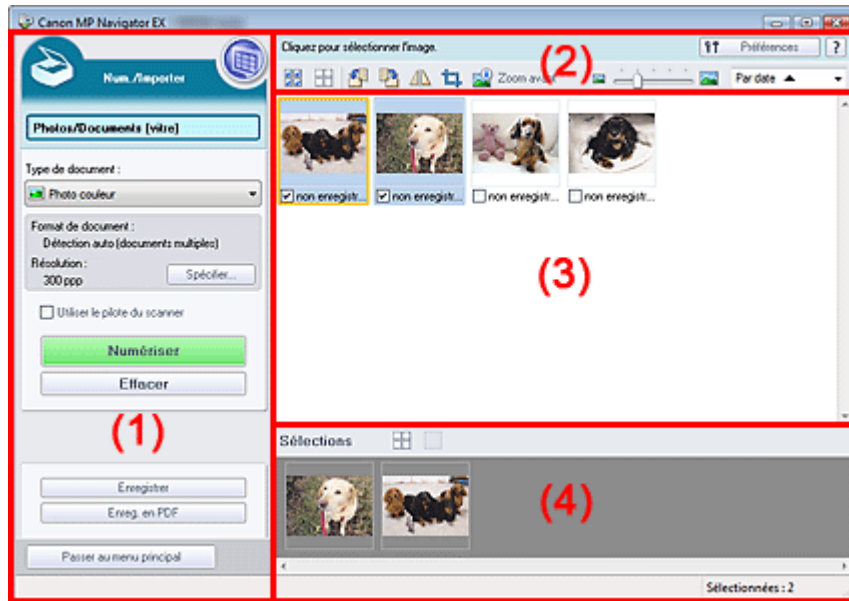 Canon MP Navigator EX
Num./Importer
Photos/Documents (vitre)
Type de document :
Photo couleur
Format de document :
Détection auto (documents multiples)
Résolution :
300 ppp
Spécifier...
Utiliser le pilote du scanner
Numériser
Effacer
(1)
Enregistrer
Enreg. en PDF
Passer au menu principal
Cliquez pour sélectionner l'image.
Préférences
?
Zoom avant
(2)
Par date
non enregistr...
non enregistr...
non enregistr...
non enregistr...
(3)
Sélections
(4)
Sélectionnées : 2